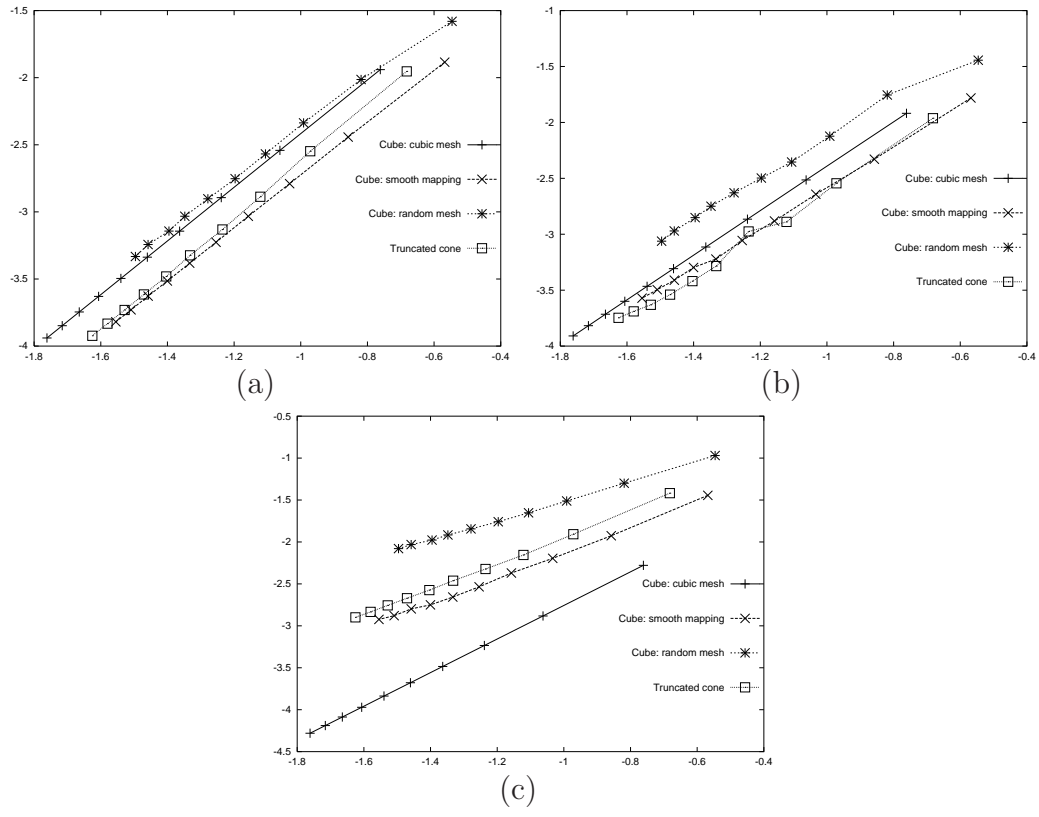 -1.5
-2
-2.5
-3
-3.5
-4
-1.8 -1.6 -1.4 -1.2 -1 -0.8 -0.6 -0.4
Cube: cubic mesh
Cube: smooth mapping
Cube: random mesh
Truncated cone
(a)
-1
-1.5
-2
-2.5
-3
-3.5
-4
-1.8 -1.6 -1.4 -1.2 -1 -0.8 -0.6 -0.4
Cube: cubic mesh
Cube: smooth mapping
Cube: random mesh
Truncated cone
(b)
-0.5
-1
-1.5
-2
-2.5
-3
-3.5
-4
-4.5
-1.8 -1.6 -1.4 -1.2 -1 -0.8 -0.6 -0.4
Cube: cubic mesh
Cube: smooth mapping
Cube: random mesh
Truncated cone
(c)